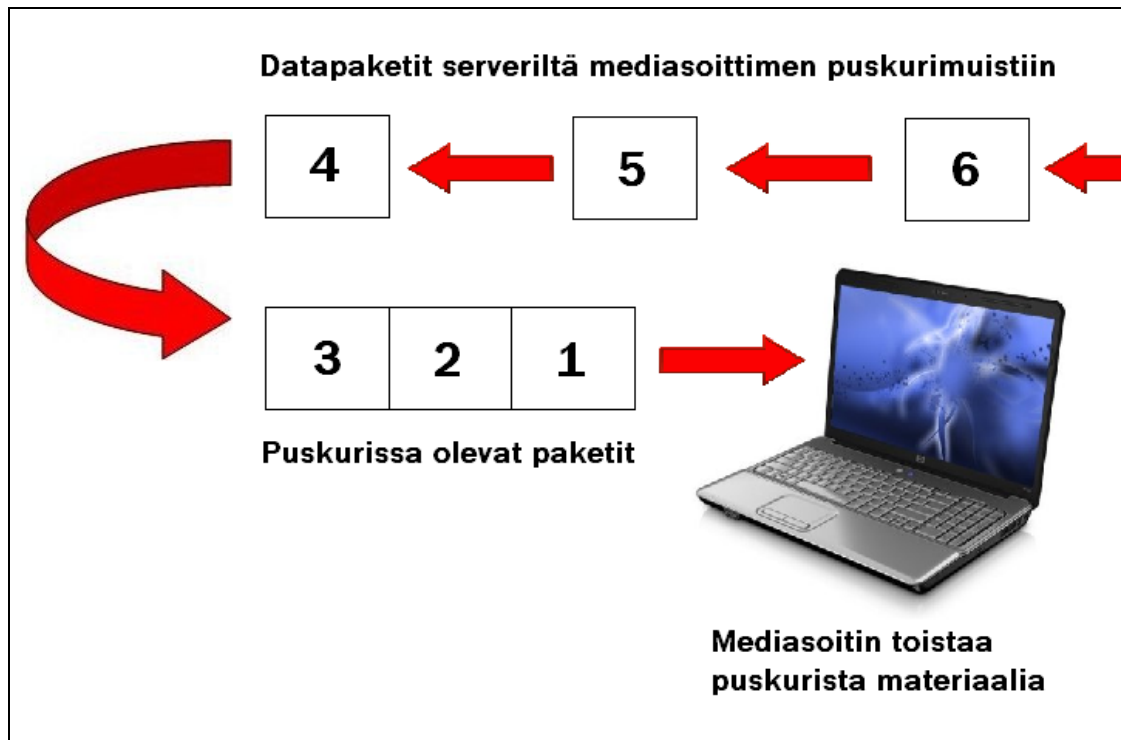 Datapaketit serveriltä mediasoittimen puskurimuistiin
4 5 6
3 2 1
Puskurissa olevat paketit
Mediasoitin toistaa
puskurista materiaalia